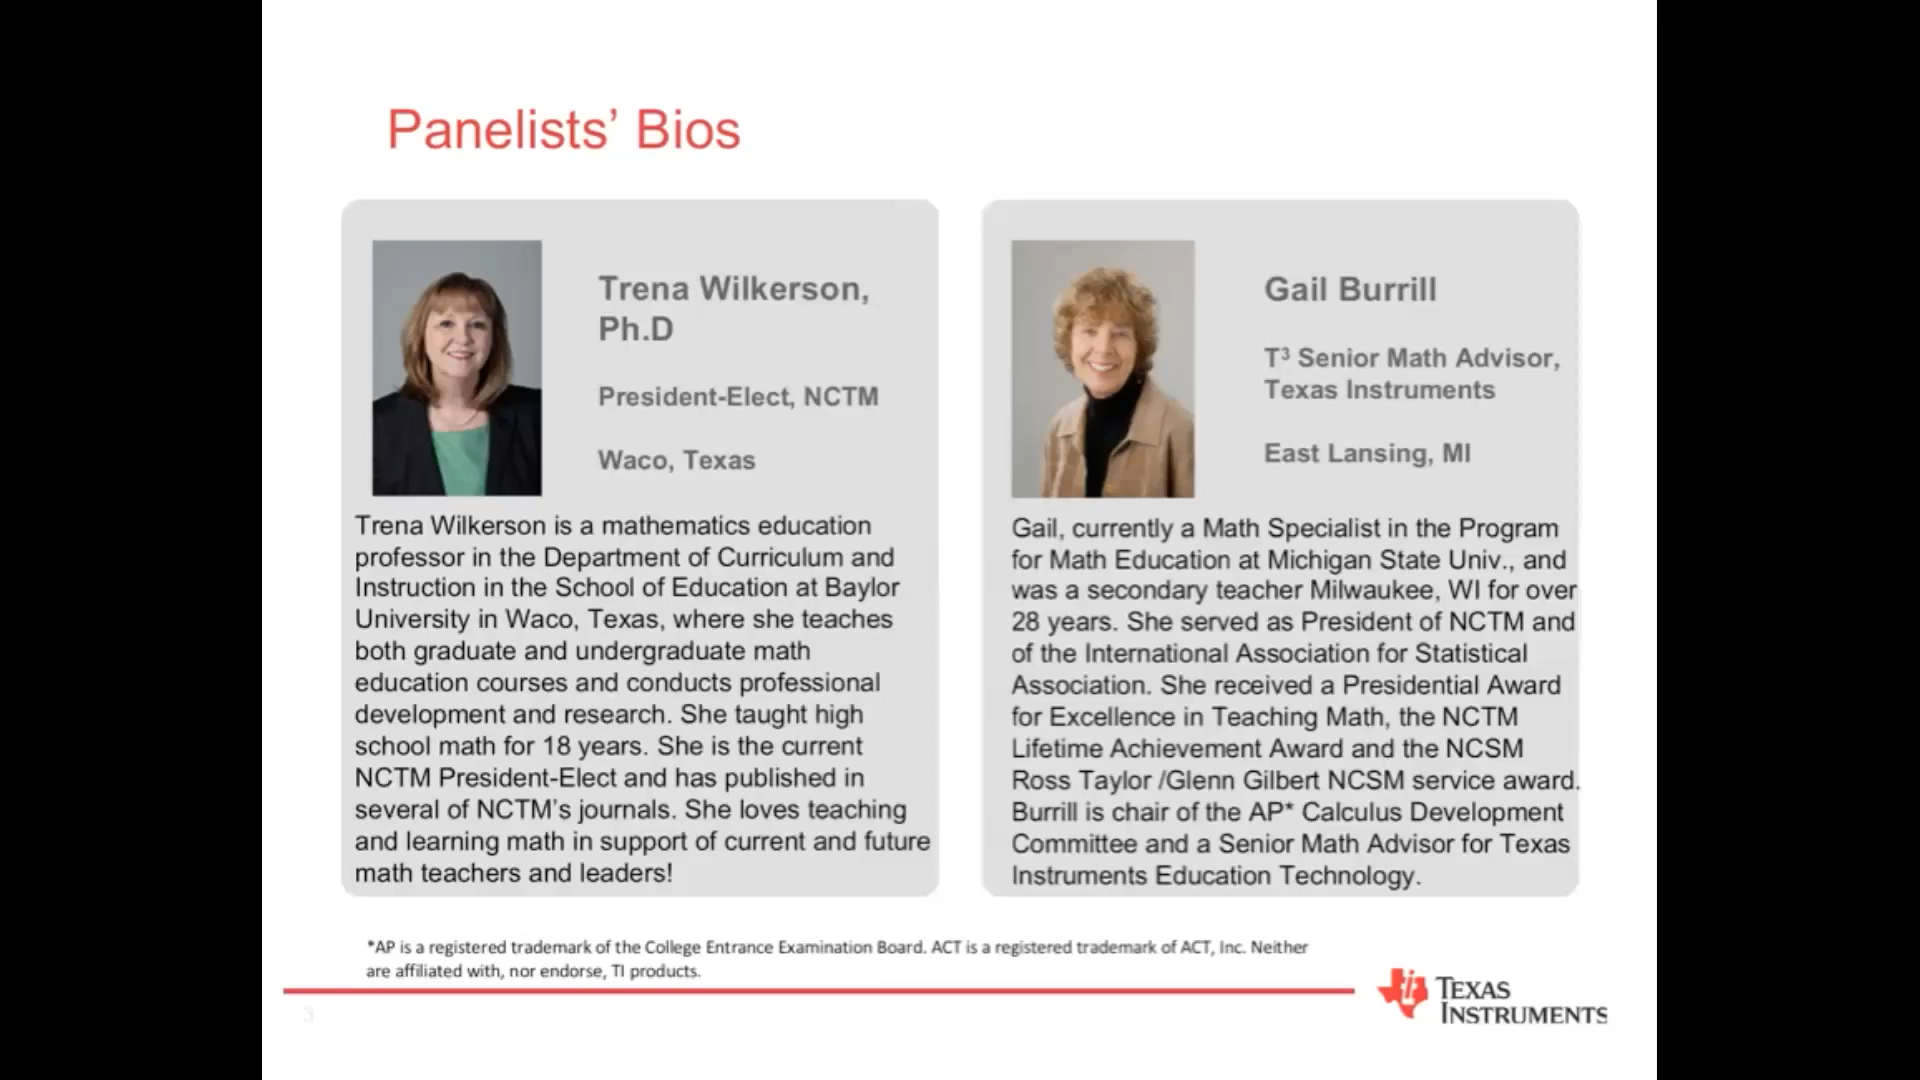 Panelists' Bios
Trena Wilkerson,
Ph.D
President-Elect, NCTM
Waco, Texas
Trena Wilkerson is a mathematics education
professor in the Department of Curriculum and
Instruction in the School of Education at Baylor
University in Waco, Texas, where she teaches
both graduate and undergraduate math
education courses and conducts professional
development and research. She taught high
school math for 18 years. She is the current
NCTM President-Elect and has published in
several of NCTM's journals. She loves teaching
and learning math in support of current and future
math teachers and leaders!
Gail Burrill
T³ Senior Math Advisor,
Texas Instruments
East Lansing, MI
Gail, currently a Math Specialist in the Program
for Math Education at Michigan State Univ., and
was a secondary teacher Milwaukee, WI for over
28 years. She served as President of NCTM and
of the International Association for Statistical
Association. She received a Presidential Award
for Excellence in Teaching Math, the NCTM
Lifetime Achievement Award and the NCSM
Ross Taylor /Glenn Gilbert NCSM service award.
Burrill is chair of the AP* Calculus Development
Committee and a Senior Math Advisor for Texas
Instruments Education Technology.
*AP is a registered trademark of the College Entrance Examination Board. ACT is a registered trademark of ACT, Inc. Neither
are affiliated with, nor endorse, TI products.
3
TEXAS
INSTRUMENTS